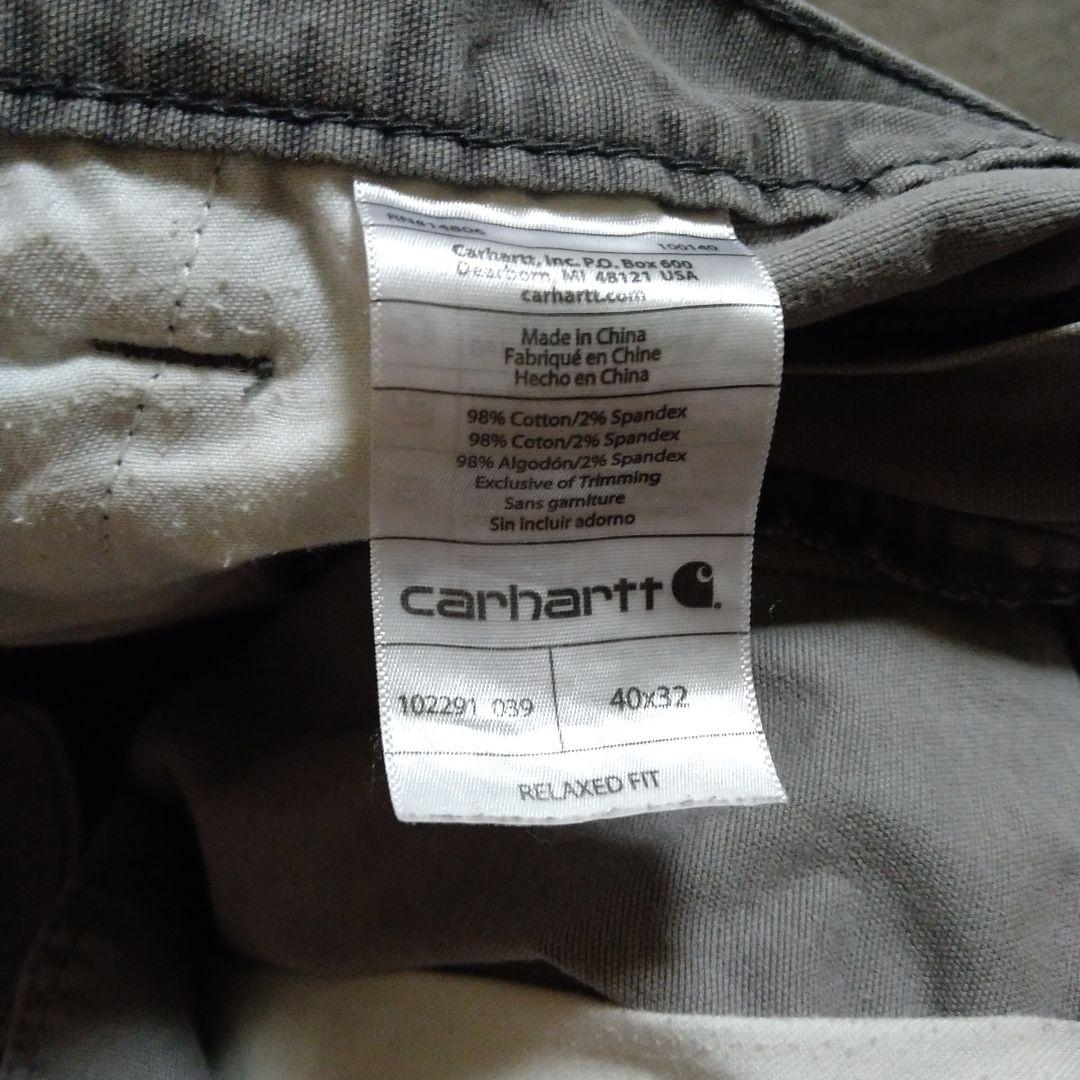 RN#14806
100140
Carhartt, Inc. P.O. Box 600
Dearborn, MI 48121 USA
carhartt.com
Made in China
Fabriqué en Chine
Hecho en China
98% Cotton/2% Spandex
98% Coton/2% Spandex
98% Algodón/2% Spandex
Exclusive of Trimming
Sans garniture
Sin incluir adorno
carhartt
102291 039
40x32
RELAXED FIT